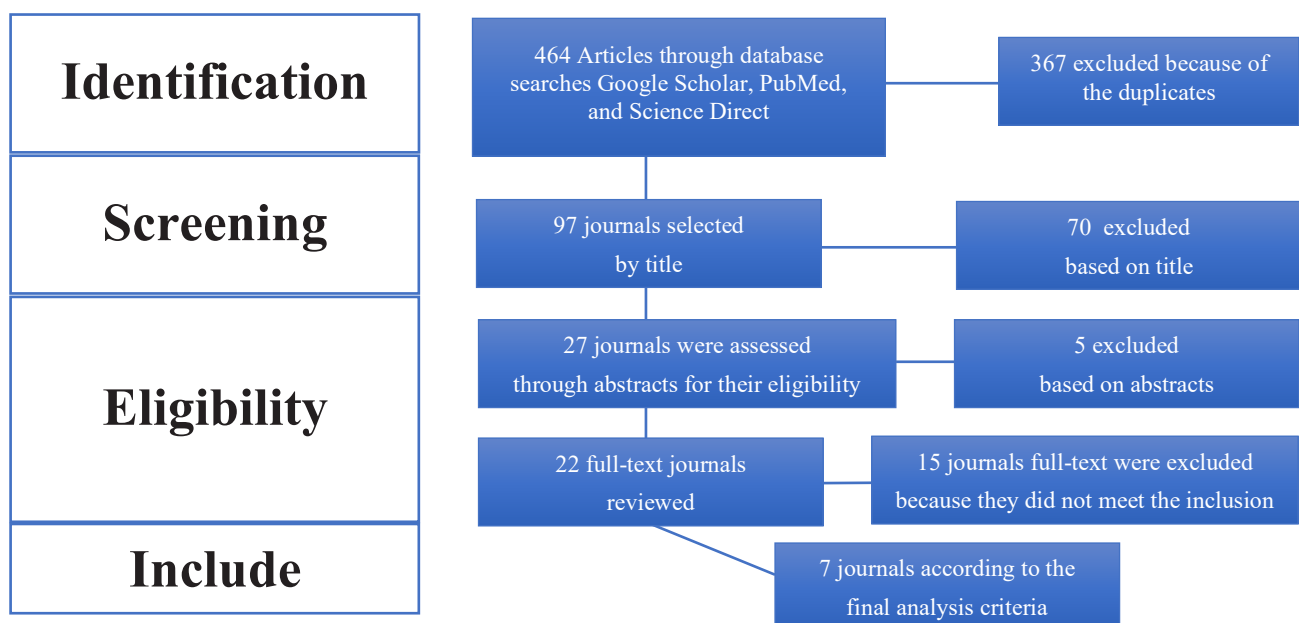 Identification
464 Articles through database
searches Google Scholar, PubMed,
and Science Direct
367 excluded because of
the duplicates
Screening
97 journals selected
by title
70 excluded
based on title
Eligibility
27 journals were assessed
through abstracts for their eligibility
5 excluded
based on abstracts
22 full-text journals
reviewed
15 journals full-text were excluded
because they did not meet the inclusion
Include
7 journals according to the
final analysis criteria